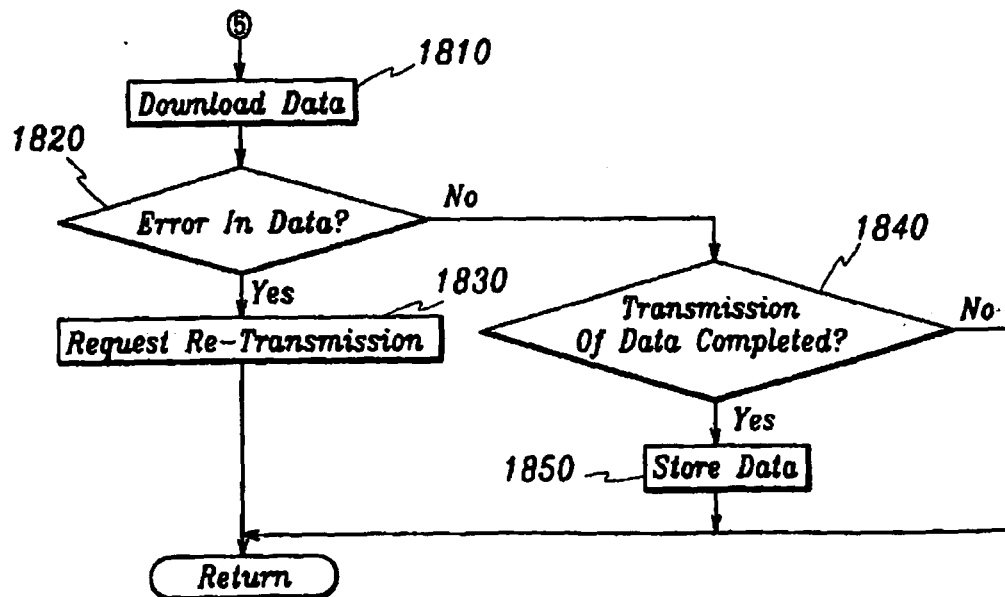 ⑤
1810
Download Data
1820
Error In Data?
No
1840
Yes
1830
Transmission
Of Data Completed?
No
Request Re-Transmission
Yes
1850
Store Data
Return